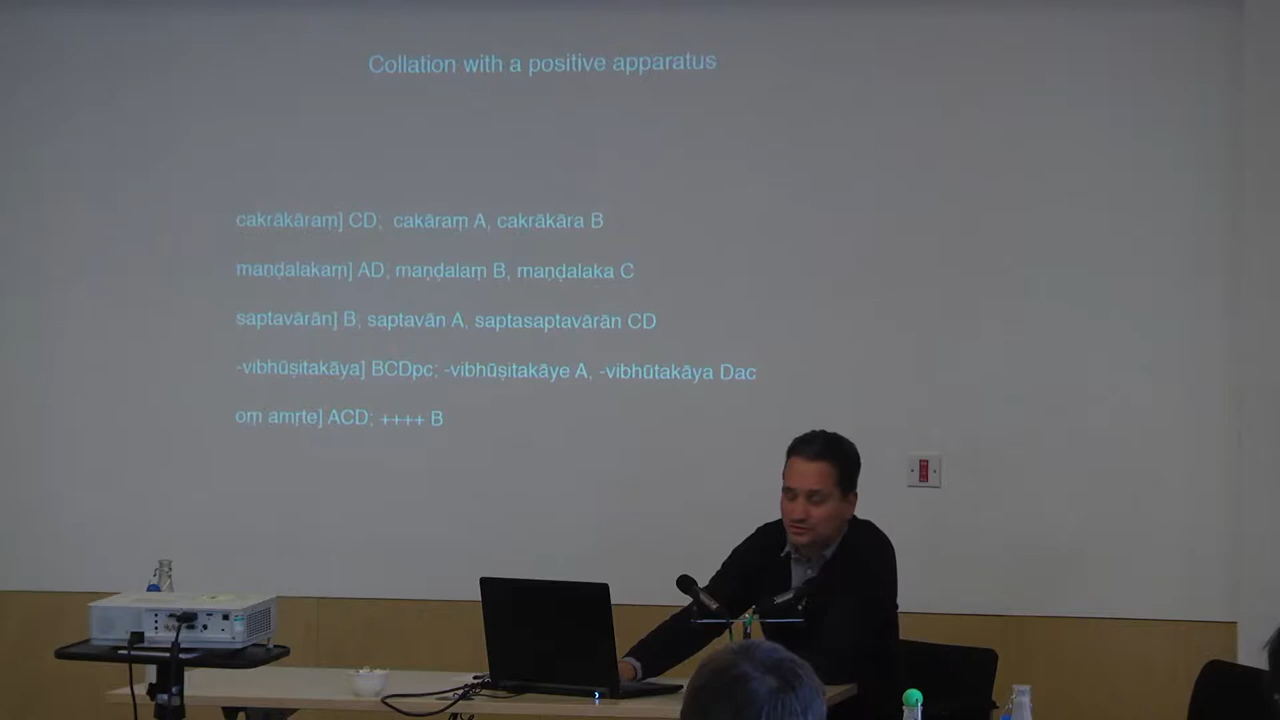 Collation with a positive apparatus
cakrākāraṃ] CD; cakāraṃ A, cakrākāra B
maṇḍalakaṃ] AD; maṇḍalaṃ B, maṇḍalaka C
saptavārān] B; saptavān A, saptasaptavārān CD
-vibhūṣitakāya] BCDpc; -vibhūṣitakāye A, -vibhūtakāya Dac
oṃ amṛte] ACD; ++++ B